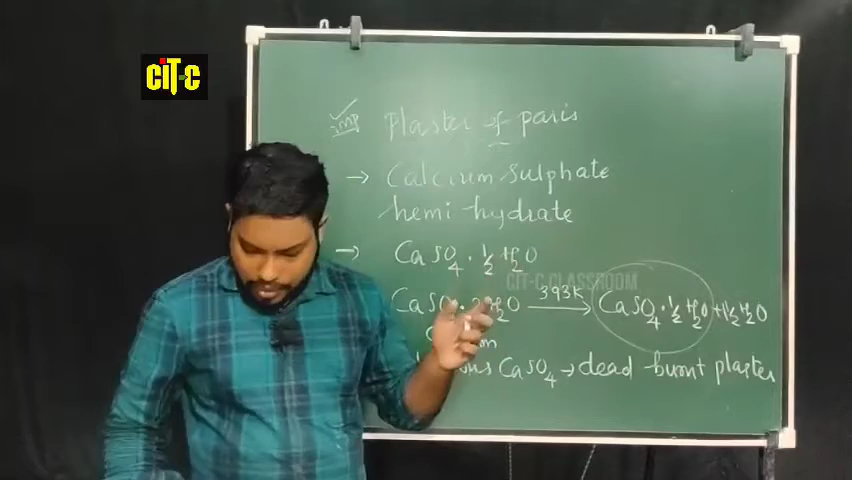 CiT-C
imp Plaster of paris
→ Calcium Sulphate
hemi-hydrate
→ CaSO4 · ½ H2O
CIT-C CLASSROOM
CaSO4 · 2H2O 393K → CaSO4 · ½ H2O + 1½ H2O
CaSO4 → dead burnt plaster